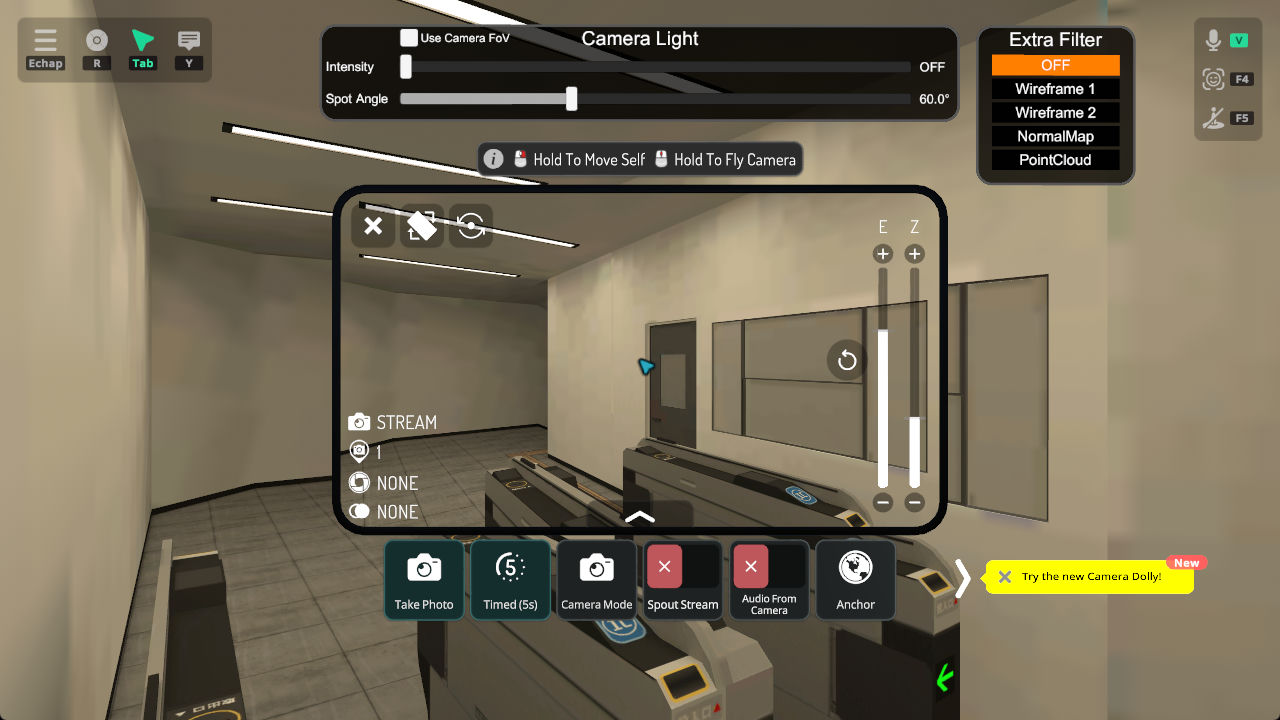 Echap
R
Tab
Y
Use Camera FoV
Camera Light
Intensity
OFF
Spot Angle
60.0°
Extra Filter
OFF
Wireframe 1
Wireframe 2
NormalMap
PointCloud
V
F4
F5
Hold To Move Self
Hold To Fly Camera
E
Z
STREAM
1
NONE
NONE
Take Photo
5
Timed (5s)
Camera Mode
Spout Stream
Audio From
Camera
Anchor
New
Try the new Camera Dolly!